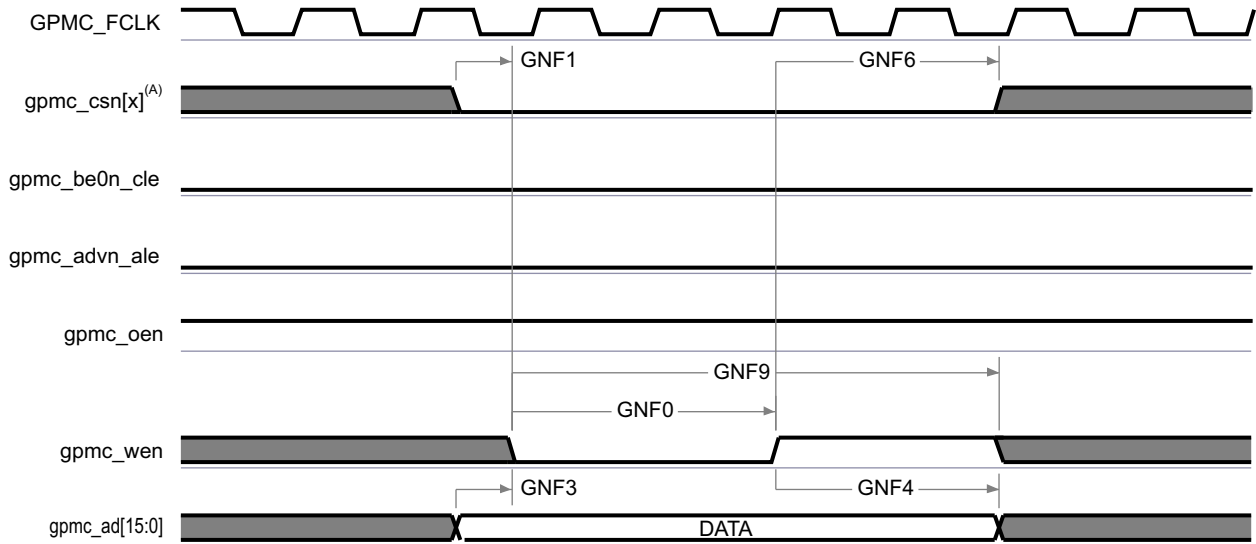 GPMC_FCLK
GNF1
GNF6
gpmc_csn[x](A)
gpmc_be0n_cle
gpmc_advn_ale
gpmc_oen
GNF9
GNF0
gpmc_wen
GNF3
GNF4
gpmc_ad[15:0]
DATA